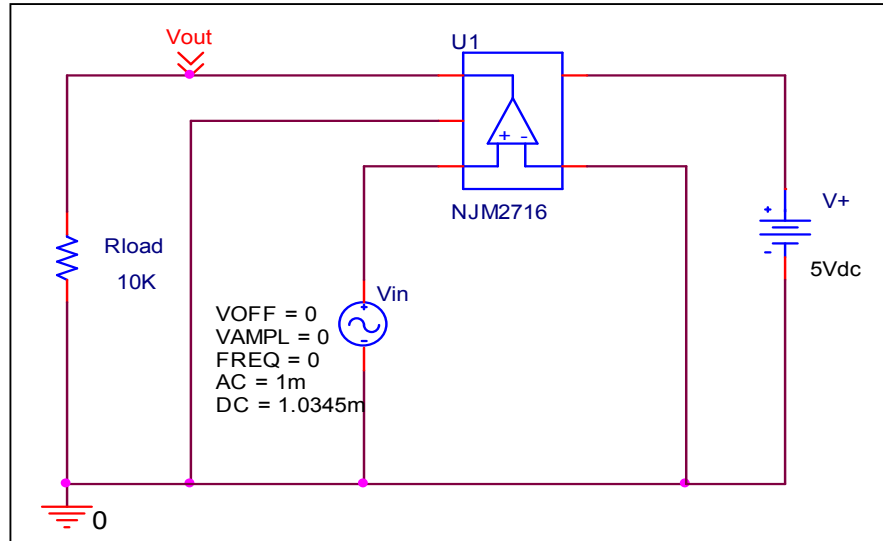 Vout
U1
+ -
NJM2716
+
V+
-
5Vdc
Rload
10K
Vin
+
-
VOFF = 0
VAMPL = 0
FREQ = 0
AC = 1m
DC = 1.0345m
0